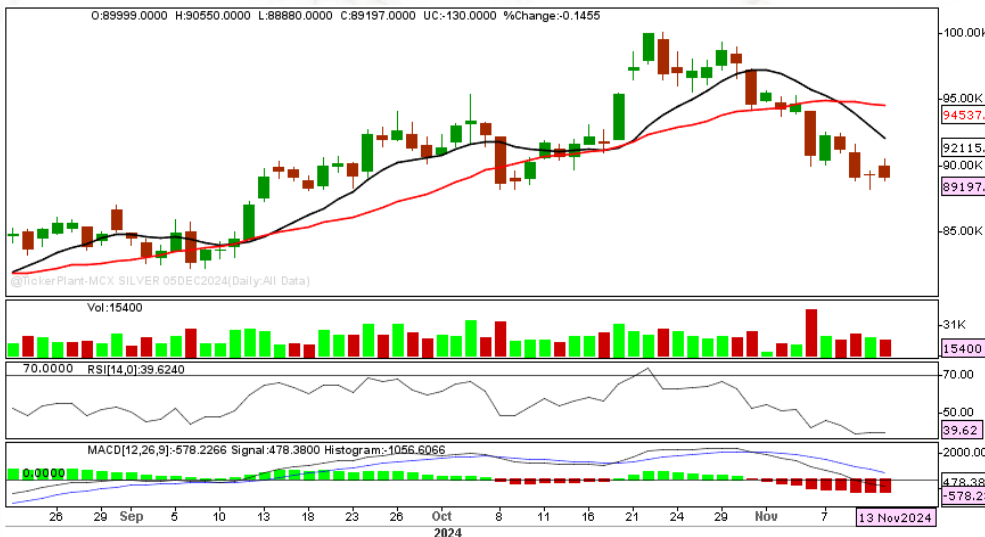 O:89999.0000 H:90550.0000 L:88880.0000 C:89197.0000 UC:-130.0000 %Change:-0.1455
100.00K
95.00K
94537.
92115.
90.00K
89197.
85.00K
@TickerPlant-MCX SILVER 05DEC2024(Daily:All Data)
Vol:15400
31K
15400
70.0000 RSI[14,0]:39.6240
70.00
50.00
39.62
MACD[12,26,9]:-578.2266 Signal:478.3800 Histogram:-1056.6066
2000.00
0.0000
478.38
-578.23
26 29 Sep 5 10 13 18 23 26 Oct 8 11 16 21 24 29 Nov 7 13 Nov2024
2024